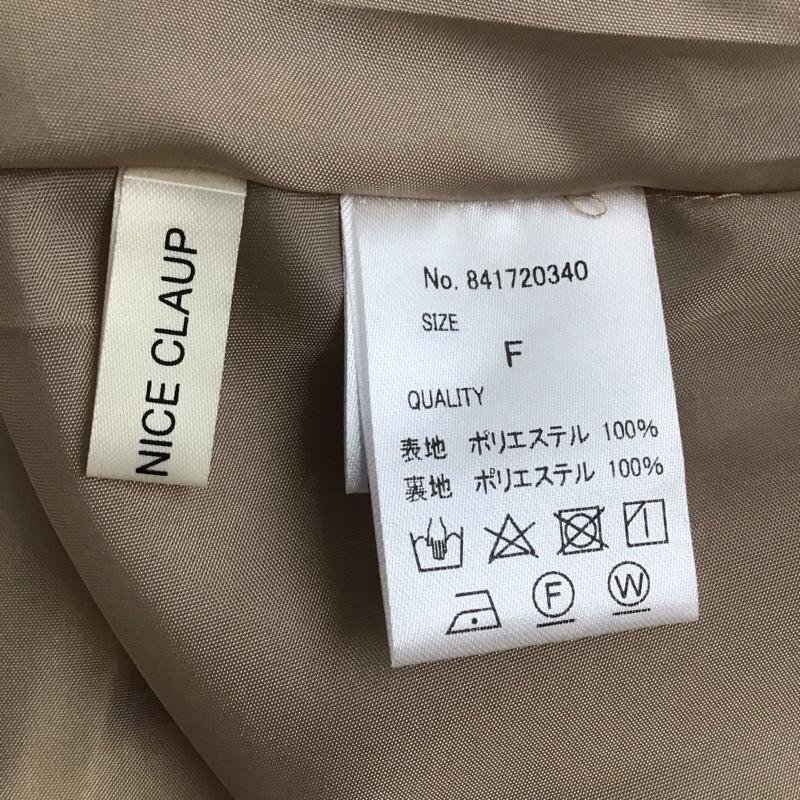 NICE CLAUP
No. 841720340
SIZE
F
QUALITY
表地 ポリエステル 100%
裏地 ポリエステル 100%
F W